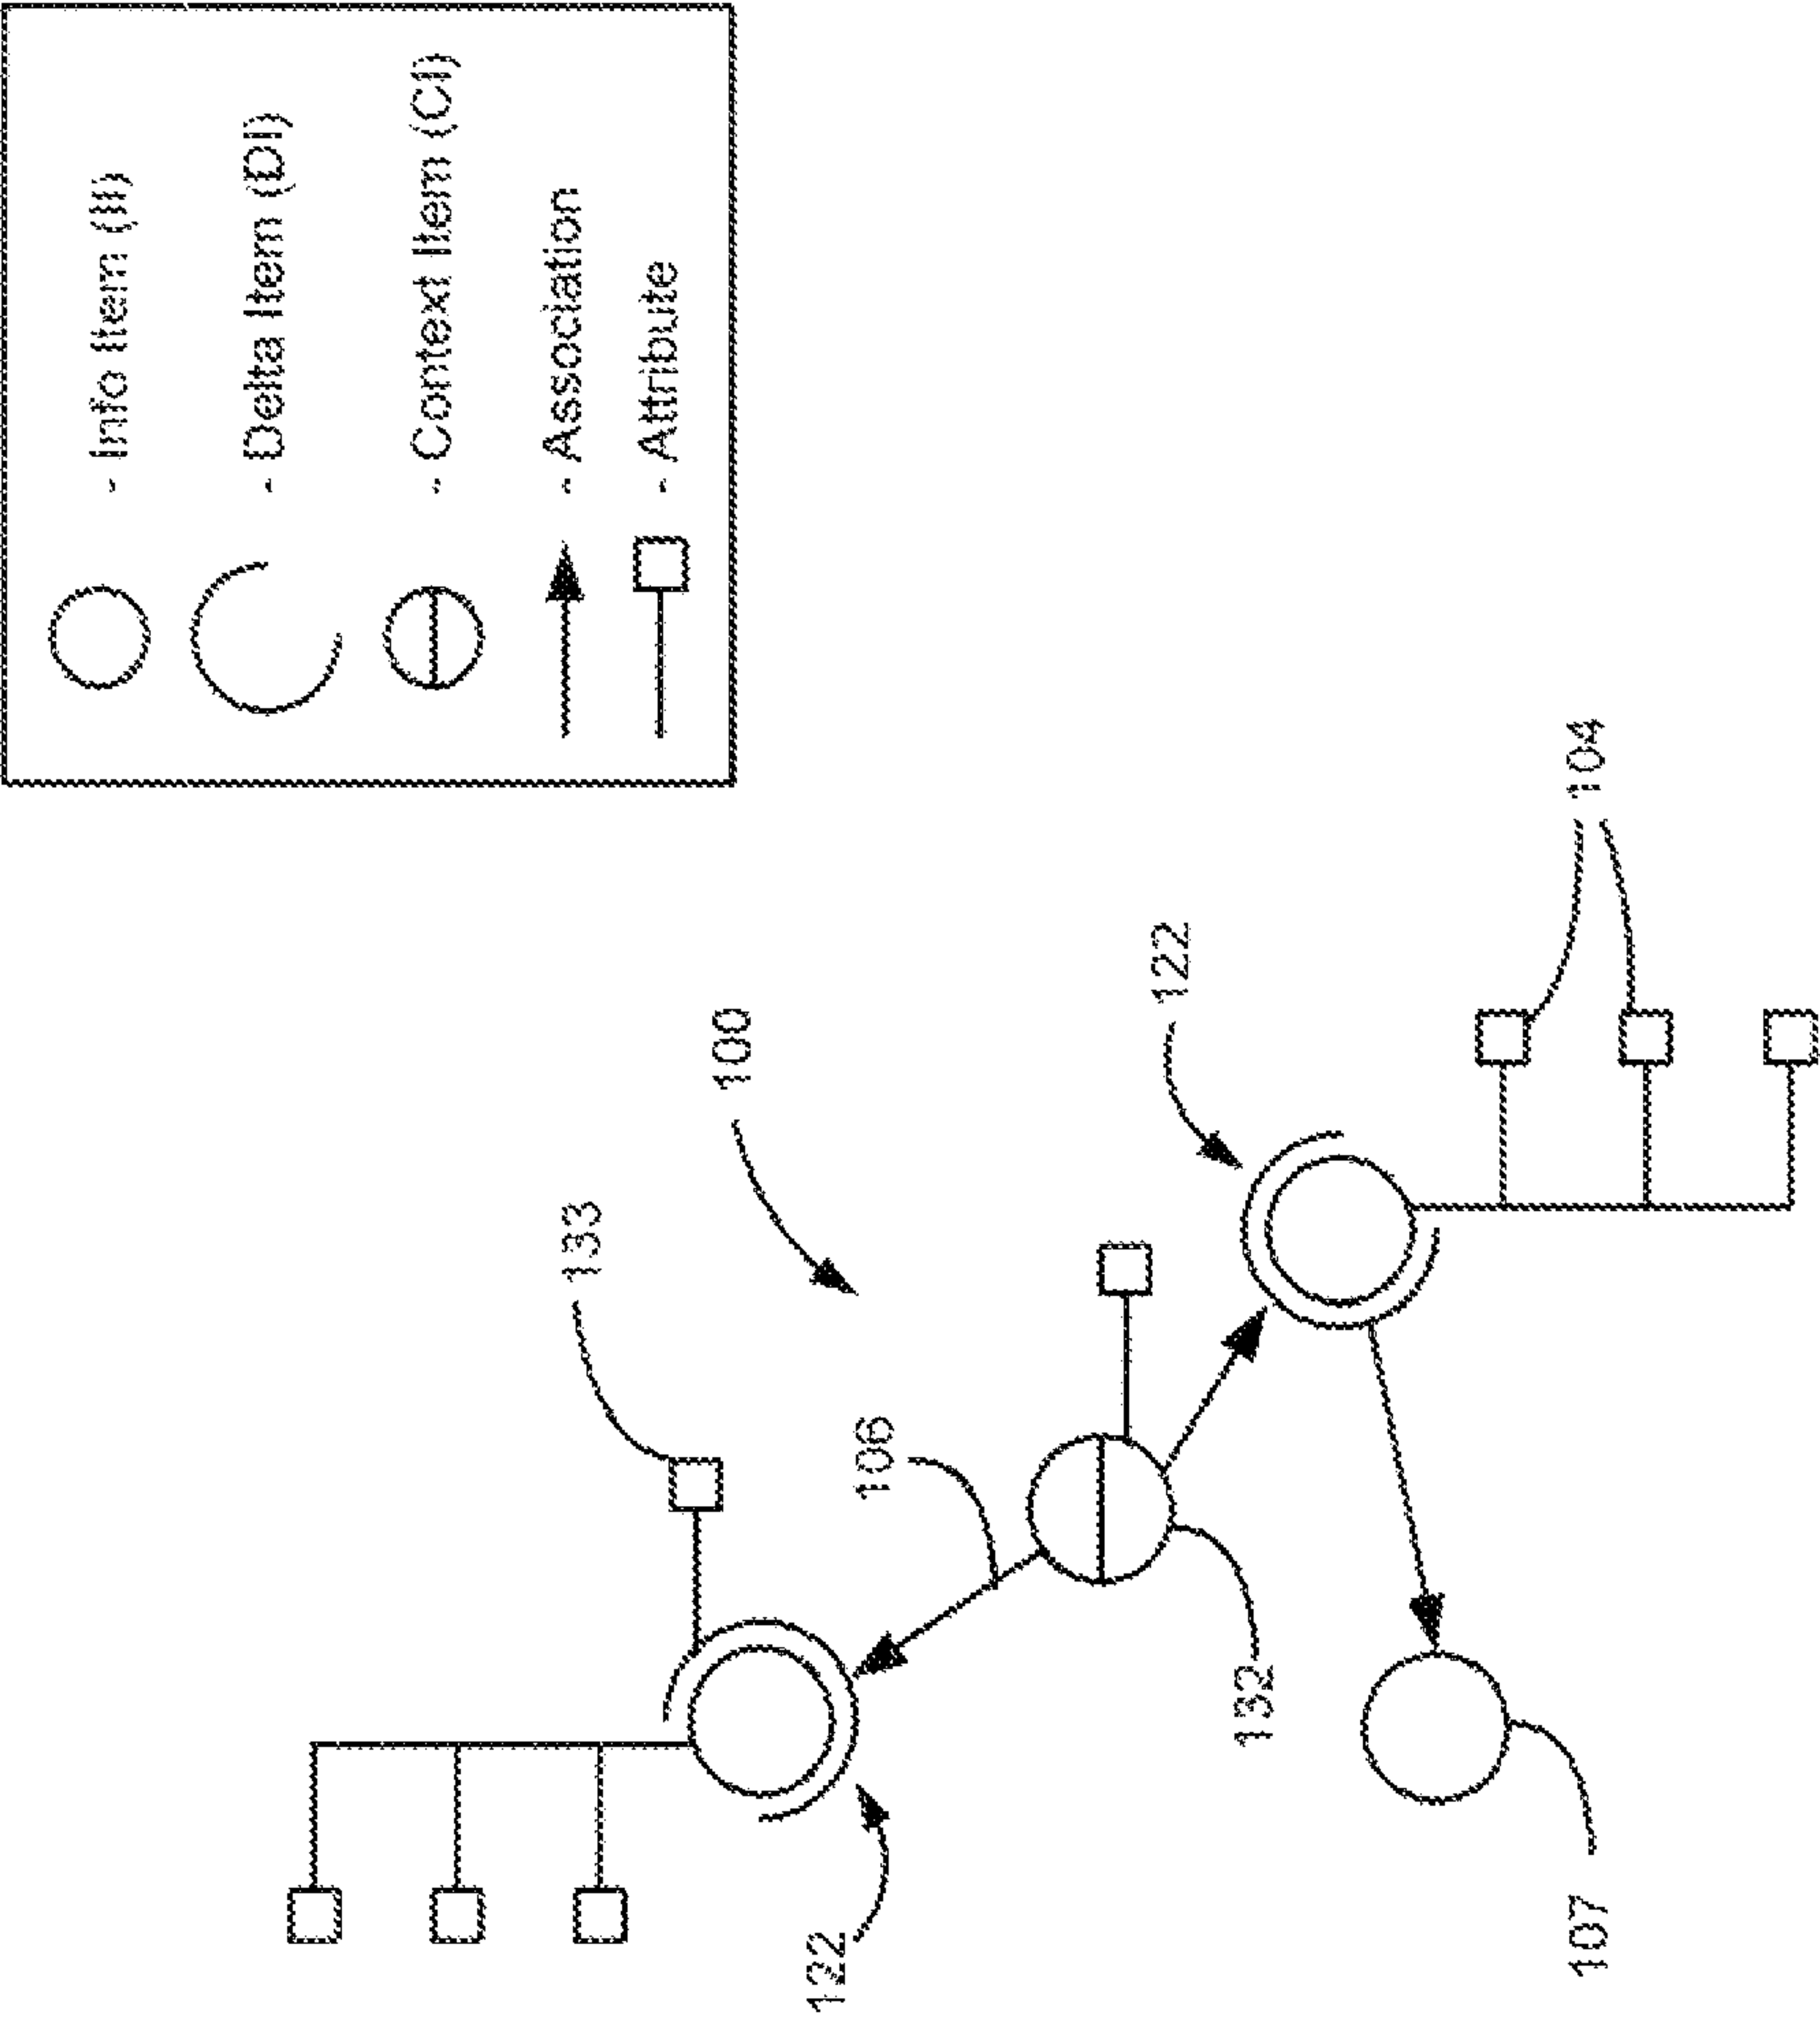 - Info Item (II)
- Delta Item (DI)
- Context Item (CI)
- Association
- Attribute
133
100
122
104
106
122
132
107